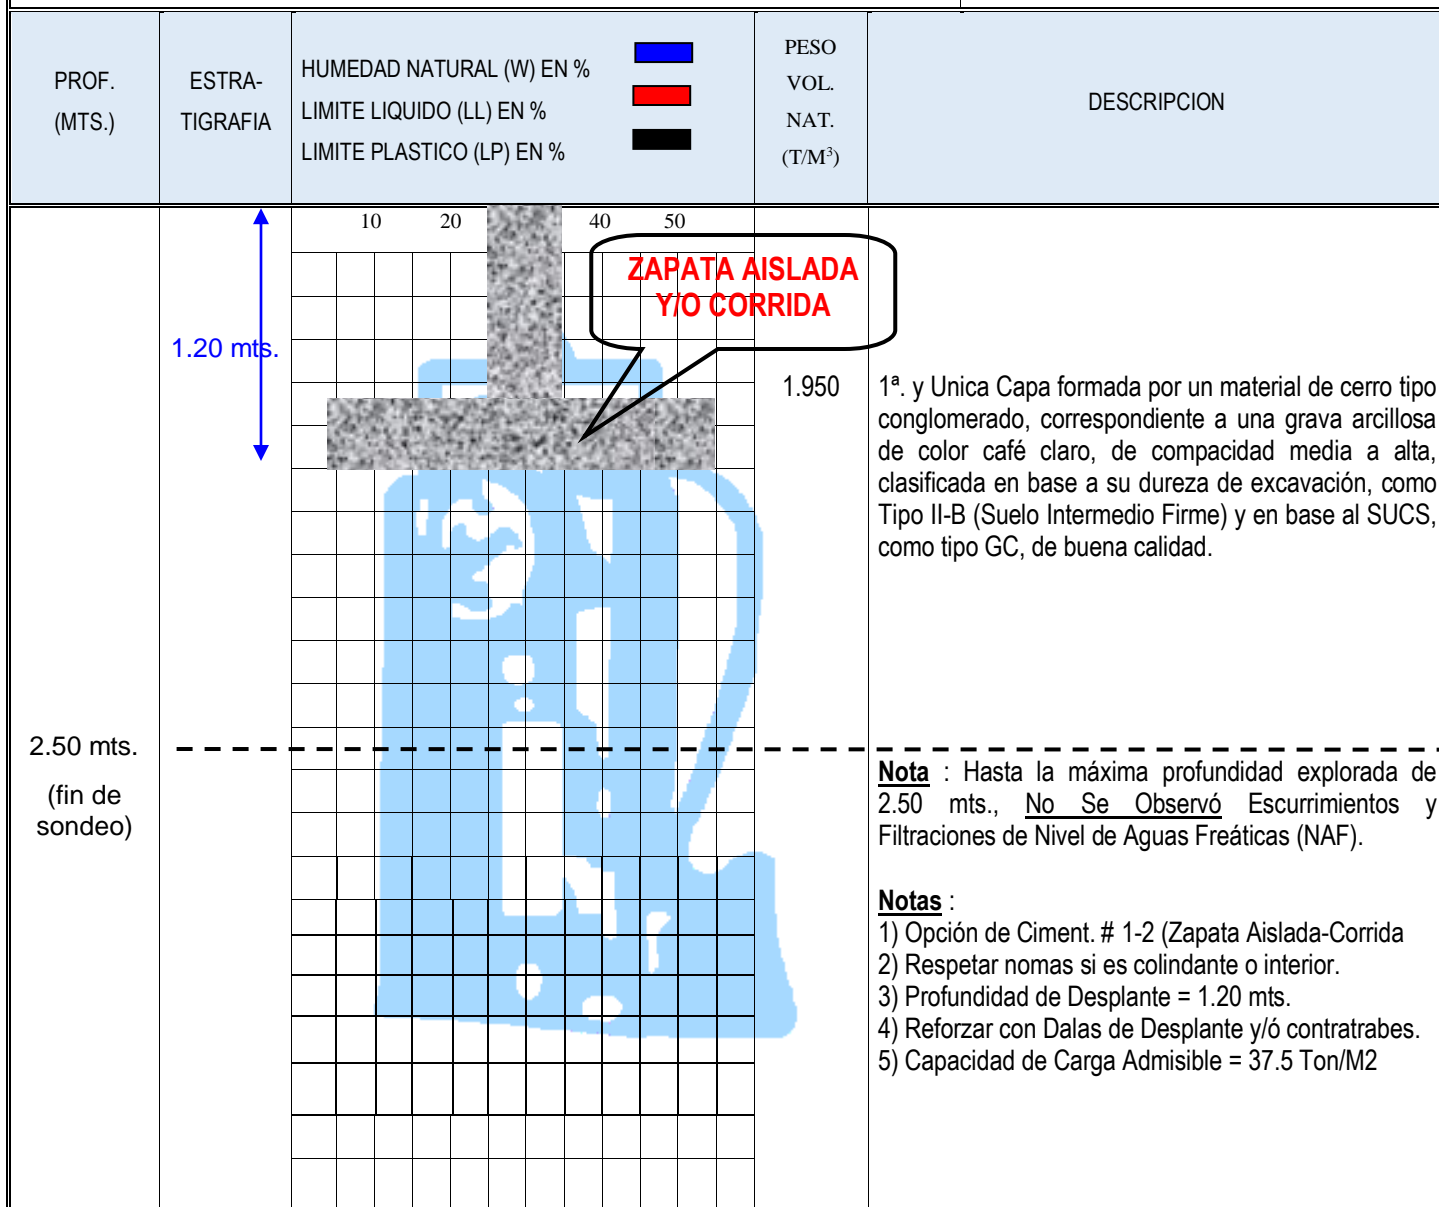 PROF.
(MTS.)
ESTRA-
TIGRAFIA
HUMEDAD NATURAL (W) EN %
LIMITE LIQUIDO (LL) EN %
LIMITE PLASTICO (LP) EN %
PESO
VOL.
NAT.
(T/M³)
DESCRIPCION
10 20 40 50
ZAPATA AISLADA
Y/O CORRIDA
1.20 mts.
1.950
1ª. y Unica Capa formada por un material de cerro tipo
conglomerado, correspondiente a una grava arcillosa
de color café claro, de compacidad media a alta,
clasificada en base a su dureza de excavación, como
Tipo II-B (Suelo Intermedio Firme) y en base al SUCS,
como tipo GC, de buena calidad.
2.50 mts.
(fin de
sondeo)
Nota : Hasta la máxima profundidad explorada de
2.50 mts., No Se Observó Escurrimientos y
Filtraciones de Nivel de Aguas Freáticas (NAF).
Notas :
1) Opción de Ciment. # 1-2 (Zapata Aislada-Corrida
2) Respetar nomas si es colindante o interior.
3) Profundidad de Desplante = 1.20 mts.
4) Reforzar con Dalas de Desplante y/ó contratrabes.
5) Capacidad de Carga Admisible = 37.5 Ton/M2